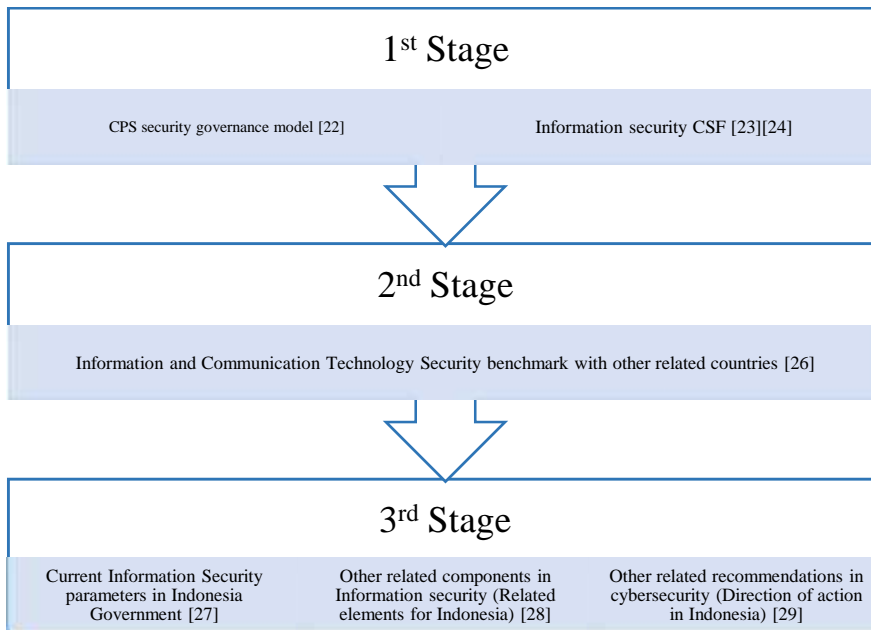 1st Stage
CPS security governance model [22]
Information security CSF [23][24]
2nd Stage
Information and Communication Technology Security benchmark with other related countries [26]
3rd Stage
Current Information Security
parameters in Indonesia
Government [27]
Other related components in
Information security (Related
elements for Indonesia) [28]
Other related recommendations in
cybersecurity (Direction of action
in Indonesia) [29]